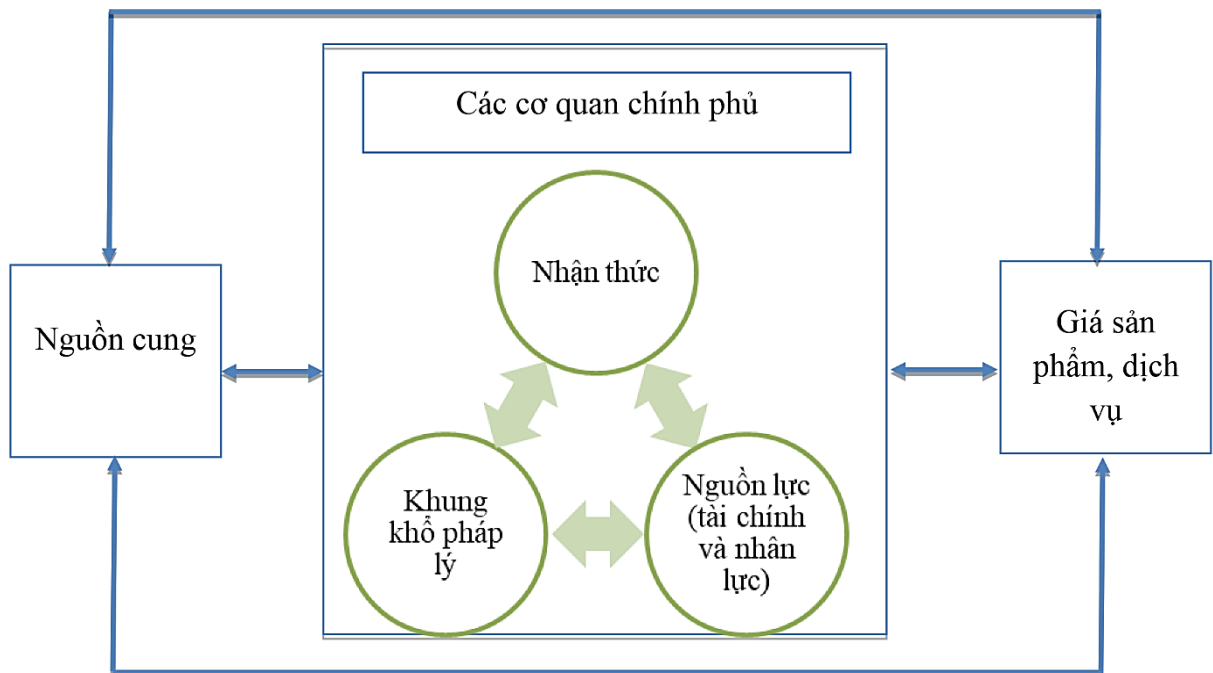 Các cơ quan chính phủ
Nhận thức
Nguồn cung
Giá sản
phẩm, dịch
vụ
Khung
khổ pháp
lý
Nguồn lực
(tài chính
và nhân
lực)